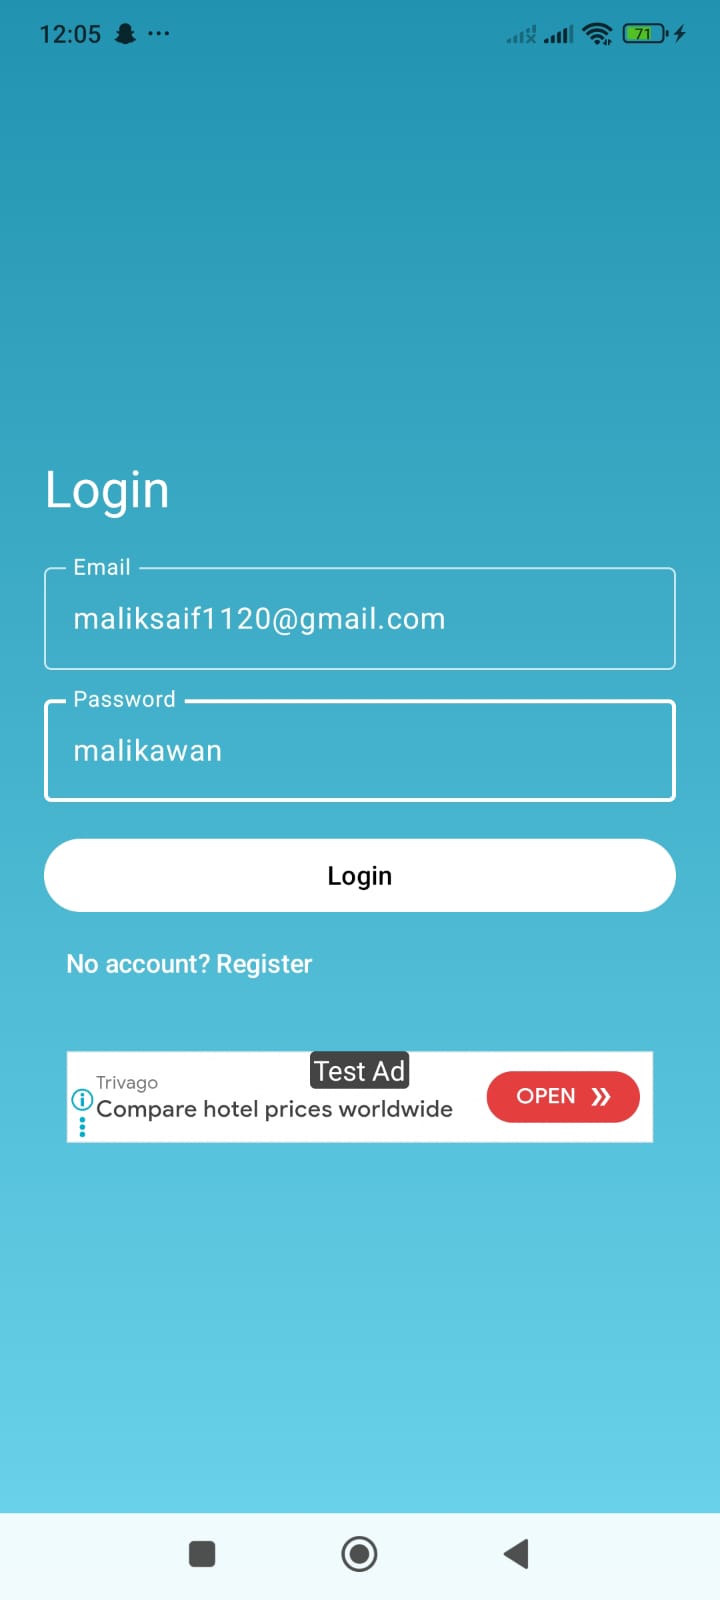 12:05
71
Login
Email
maliksaif1120@gmail.com
Password
malikawan
Login
No account? Register
Test Ad
Trivago
Compare hotel prices worldwide
OPEN